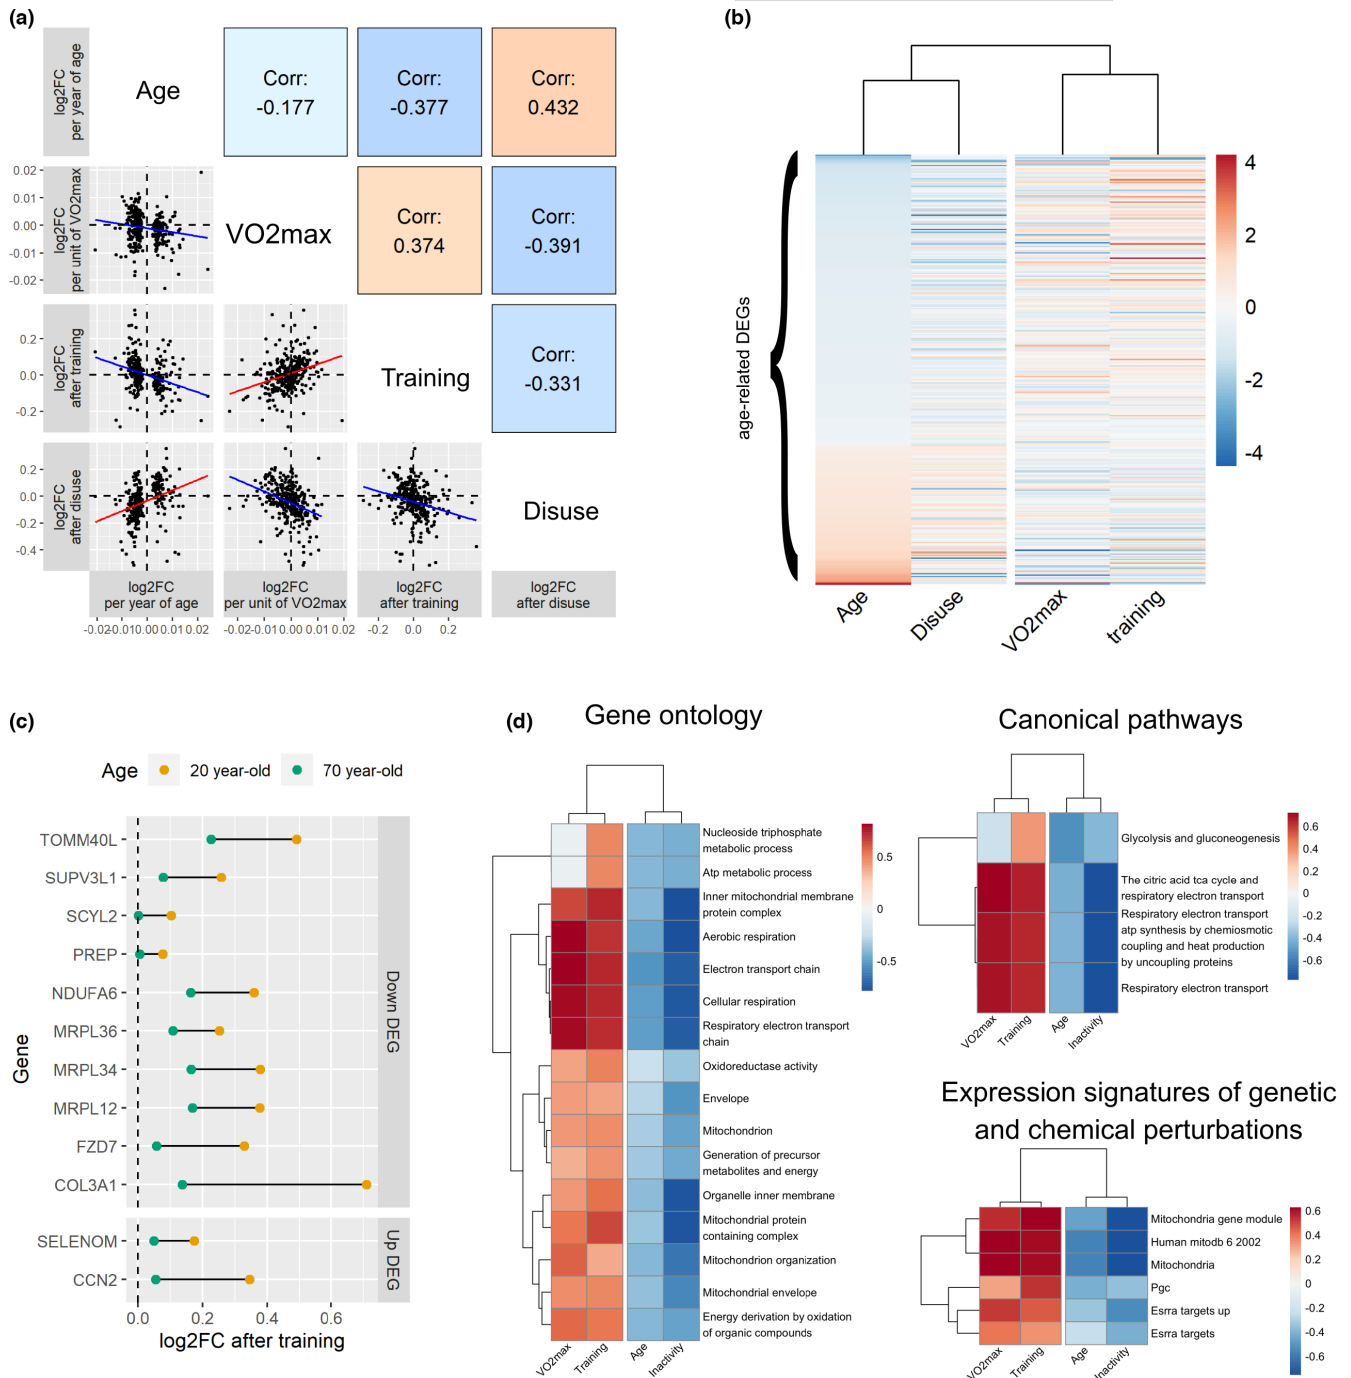 (a)
log2FC
per year of age
Age
Corr:
-0.177
Corr:
-0.377
Corr:
0.432
log2FC
per unit of VO2max
0.02
0.01
0.00
-0.01
-0.02
VO2max
Corr:
0.374
Corr:
-0.391
log2FC
after training
0.2
0.0
-0.2
Training
Corr:
-0.331
log2FC
after disuse
0.2
0.0
-0.2
-0.4
Disuse
log2FC
per year of age
log2FC
per unit of VO2max
log2FC
after training
log2FC
after disuse
-0.02-0.010.00 0.01 0.02
-0.02-0.010.00 0.01 0.02
-0.2 0.0 0.2
(b)
age-related DEGs
4
2
0
-2
-4
Age
Disuse
VO2max
training
(c)
Age
20 year-old
70 year-old
Gene
TOMM40L
SUPV3L1
SCYL2
PREP
NDUFA6
MRPL36
MRPL34
MRPL12
FZD7
COL3A1
SELENOM
CCN2
Down DEG
Up DEG
0.0 0.2 0.4 0.6
log2FC after training
(d)
Gene ontology
Nucleoside triphosphate
metabolic process
Atp metabolic process
Inner mitochondrial membrane
protein complex
Aerobic respiration
Electron transport chain
Cellular respiration
Respiratory electron transport
chain
Oxidoreductase activity
Envelope
Mitochondrion
Generation of precursor
metabolites and energy
Organelle inner membrane
Mitochondrial protein
containing complex
Mitochondrion organization
Mitochondrial envelope
Energy derivation by oxidation
of organic compounds
0.5
0
-0.5
VO2max
Training
Age
Inactivity
Canonical pathways
Glycolysis and gluconeogenesis
The citric acid tca cycle and
respiratory electron transport
Respiratory electron transport
atp synthesis by chemiosmotic
coupling and heat production
by uncoupling proteins
Respiratory electron transport
0.6
0.4
0.2
0
-0.2
-0.4
-0.6
VO2max
Training
Age
Inactivity
Expression signatures of genetic
and chemical perturbations
Mitochondria gene module
Human mitodb 6 2002
Mitochondria
Pgc
Esrra targets up
Esrra targets
0.6
0.4
0.2
0
-0.2
-0.4
-0.6
VO2max
Training
Age
Inactivity